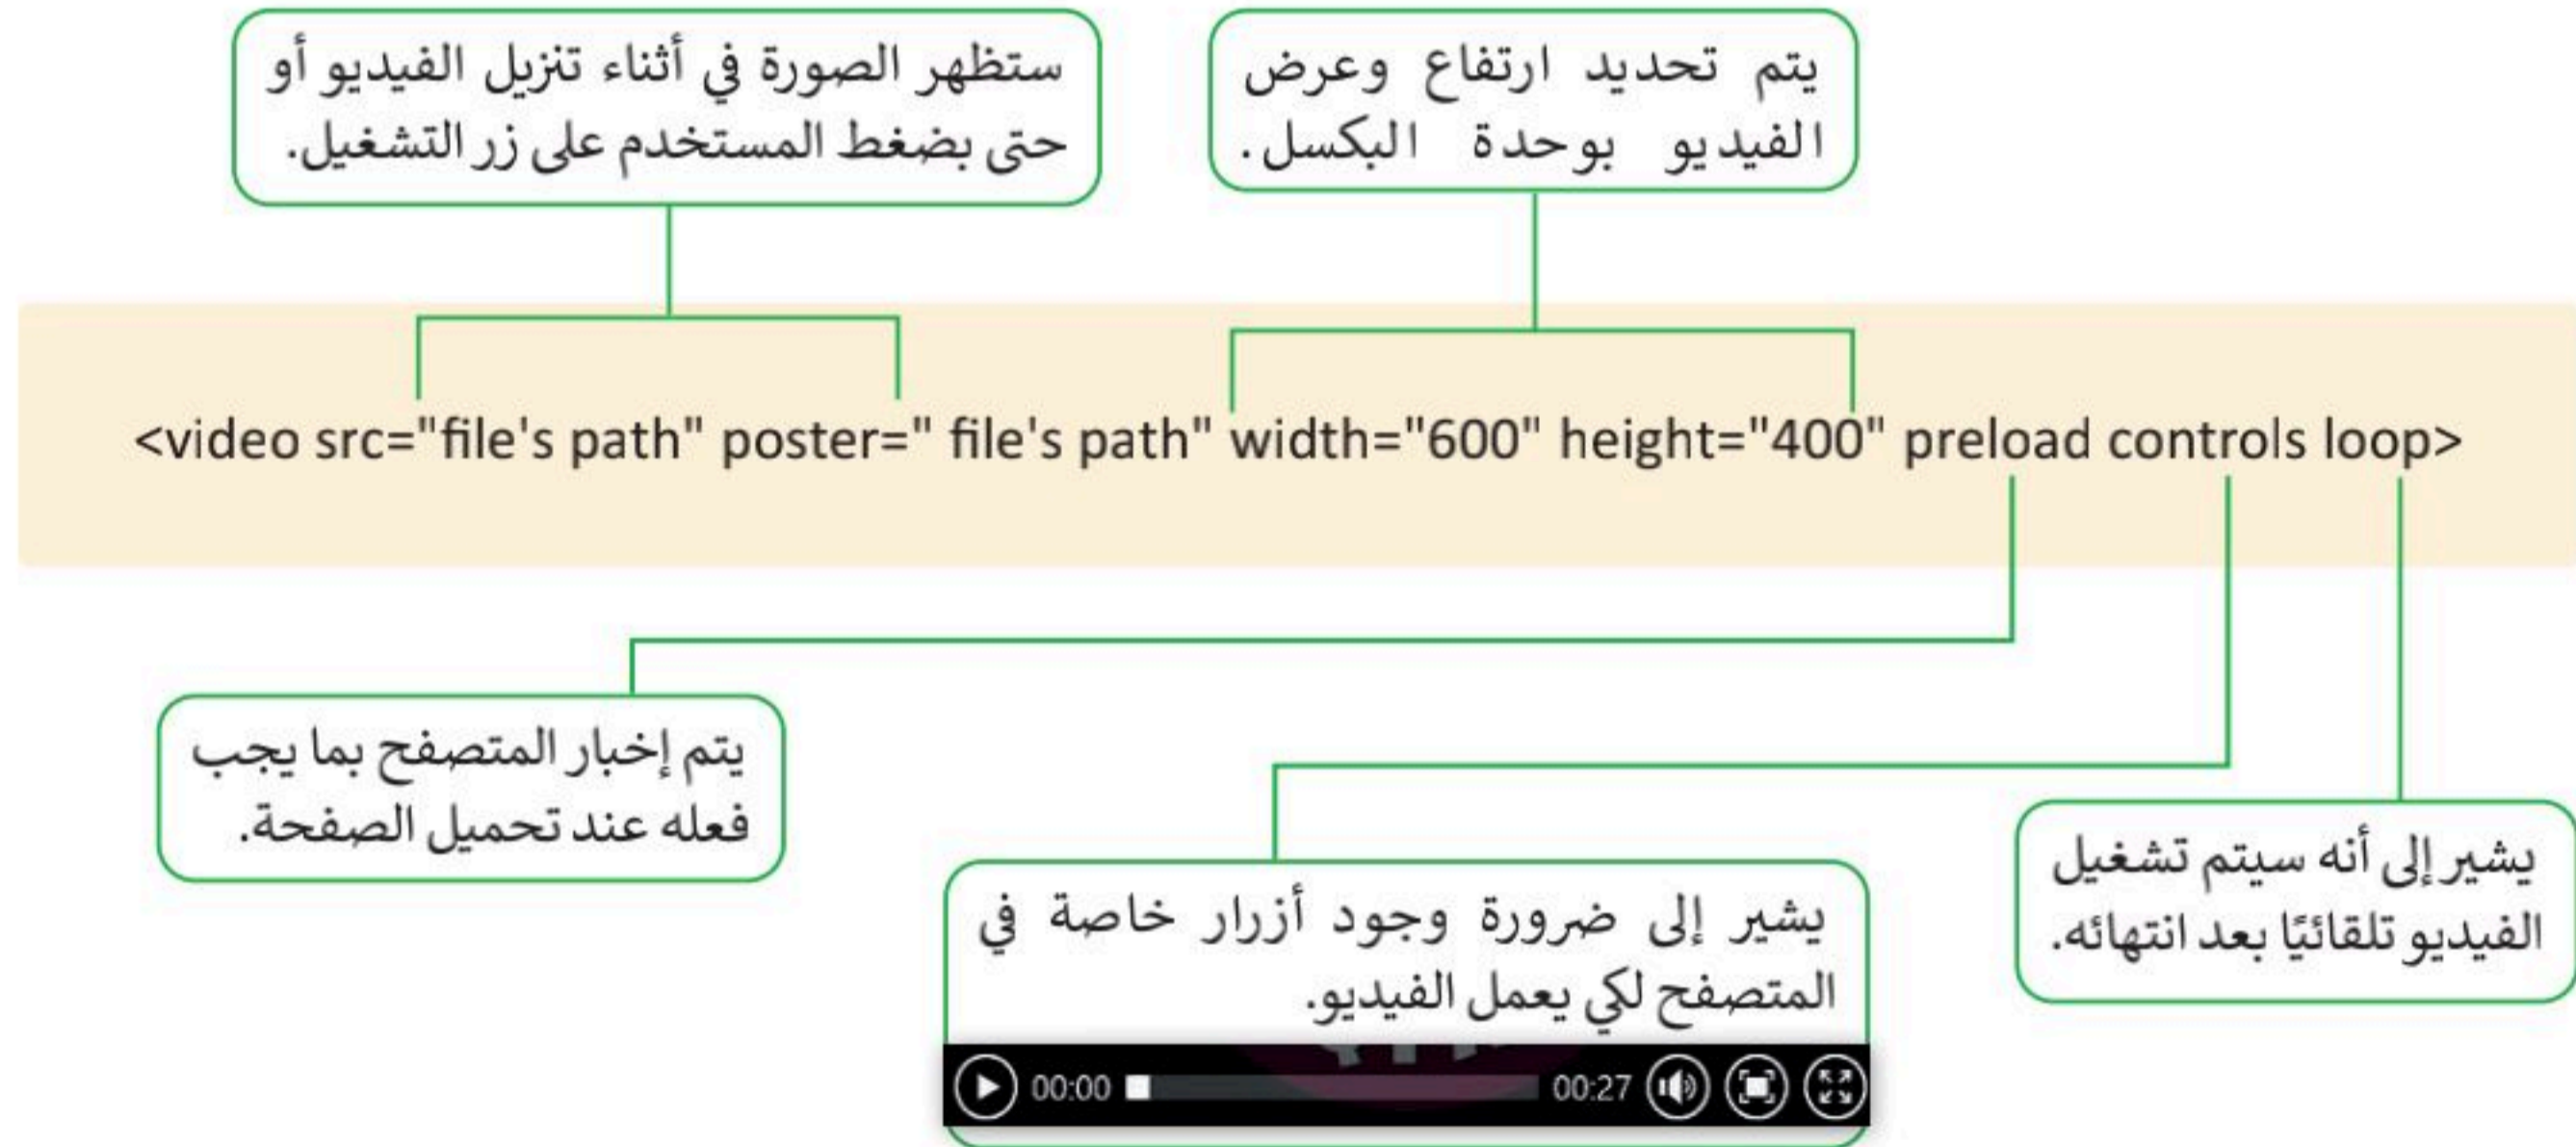 يتم تحديد ارتفاع وعرض
الفيديو بوحدة البكسل.
ستظهر الصورة في أثناء تنزيل الفيديو أو
حتى بضغط المستخدم على زر التشغيل.
<video src="file's path" poster=" file's path" width="600" height="400" preload controls loop>
يتم إخبار المتصفح بما يجب
فعله عند تحميل الصفحة.
يشير إلى ضرورة وجود أزرار خاصة في
المتصفح لكي يعمل الفيديو.
00:00 00:27
يشير إلى أنه سيتم تشغيل
الفيديو تلقائيًا بعد انتهائه.